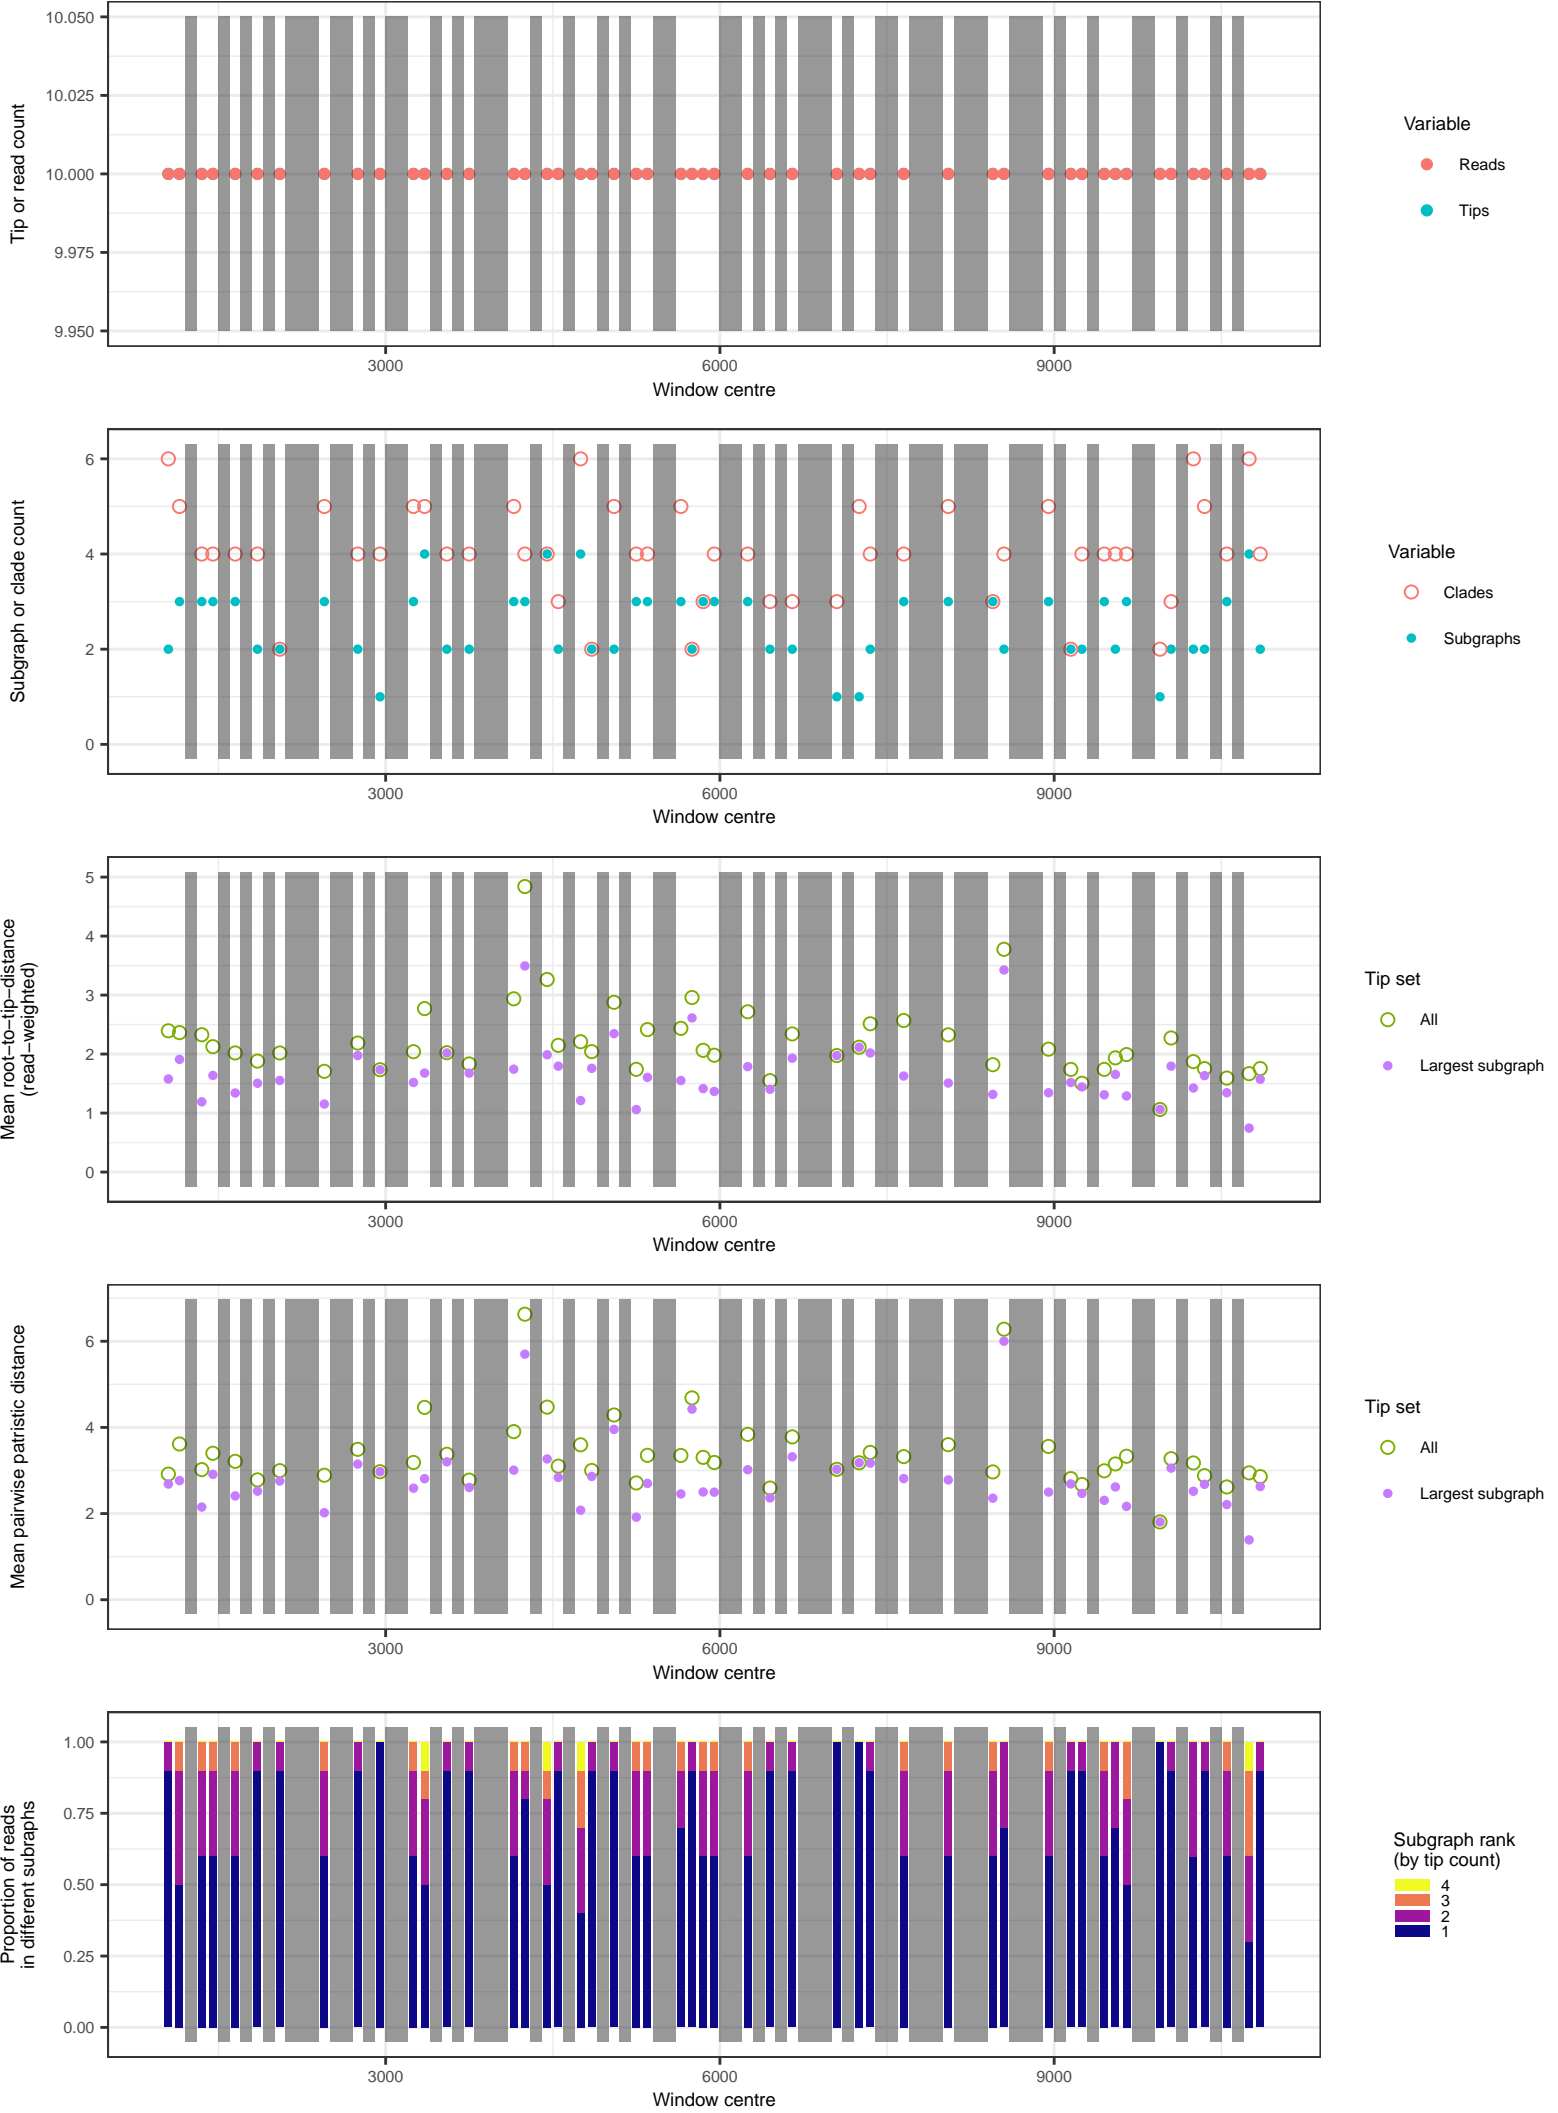 10.050
10.025
10.000
9.975
9.950
Tip or read count
3000 6000 9000
Window centre
Variable
Reads
Tips
6
4
2
0
Subgraph or clade count
3000 6000 9000
Window centre
Variable
Clades
Subgraphs
5
4
3
2
1
0
Mean root–to–tip–distance
(read–weighted)
3000 6000 9000
Window centre
Tip set
All
Largest subgraph
6
4
2
0
Mean pairwise patristic distance
3000 6000 9000
Window centre
Tip set
All
Largest subgraph
1.00
0.75
0.50
0.25
0.00
Proportion of reads
in different subraphs
3000 6000 9000
Window centre
Subgraph rank
(by tip count)
4
3
2
1